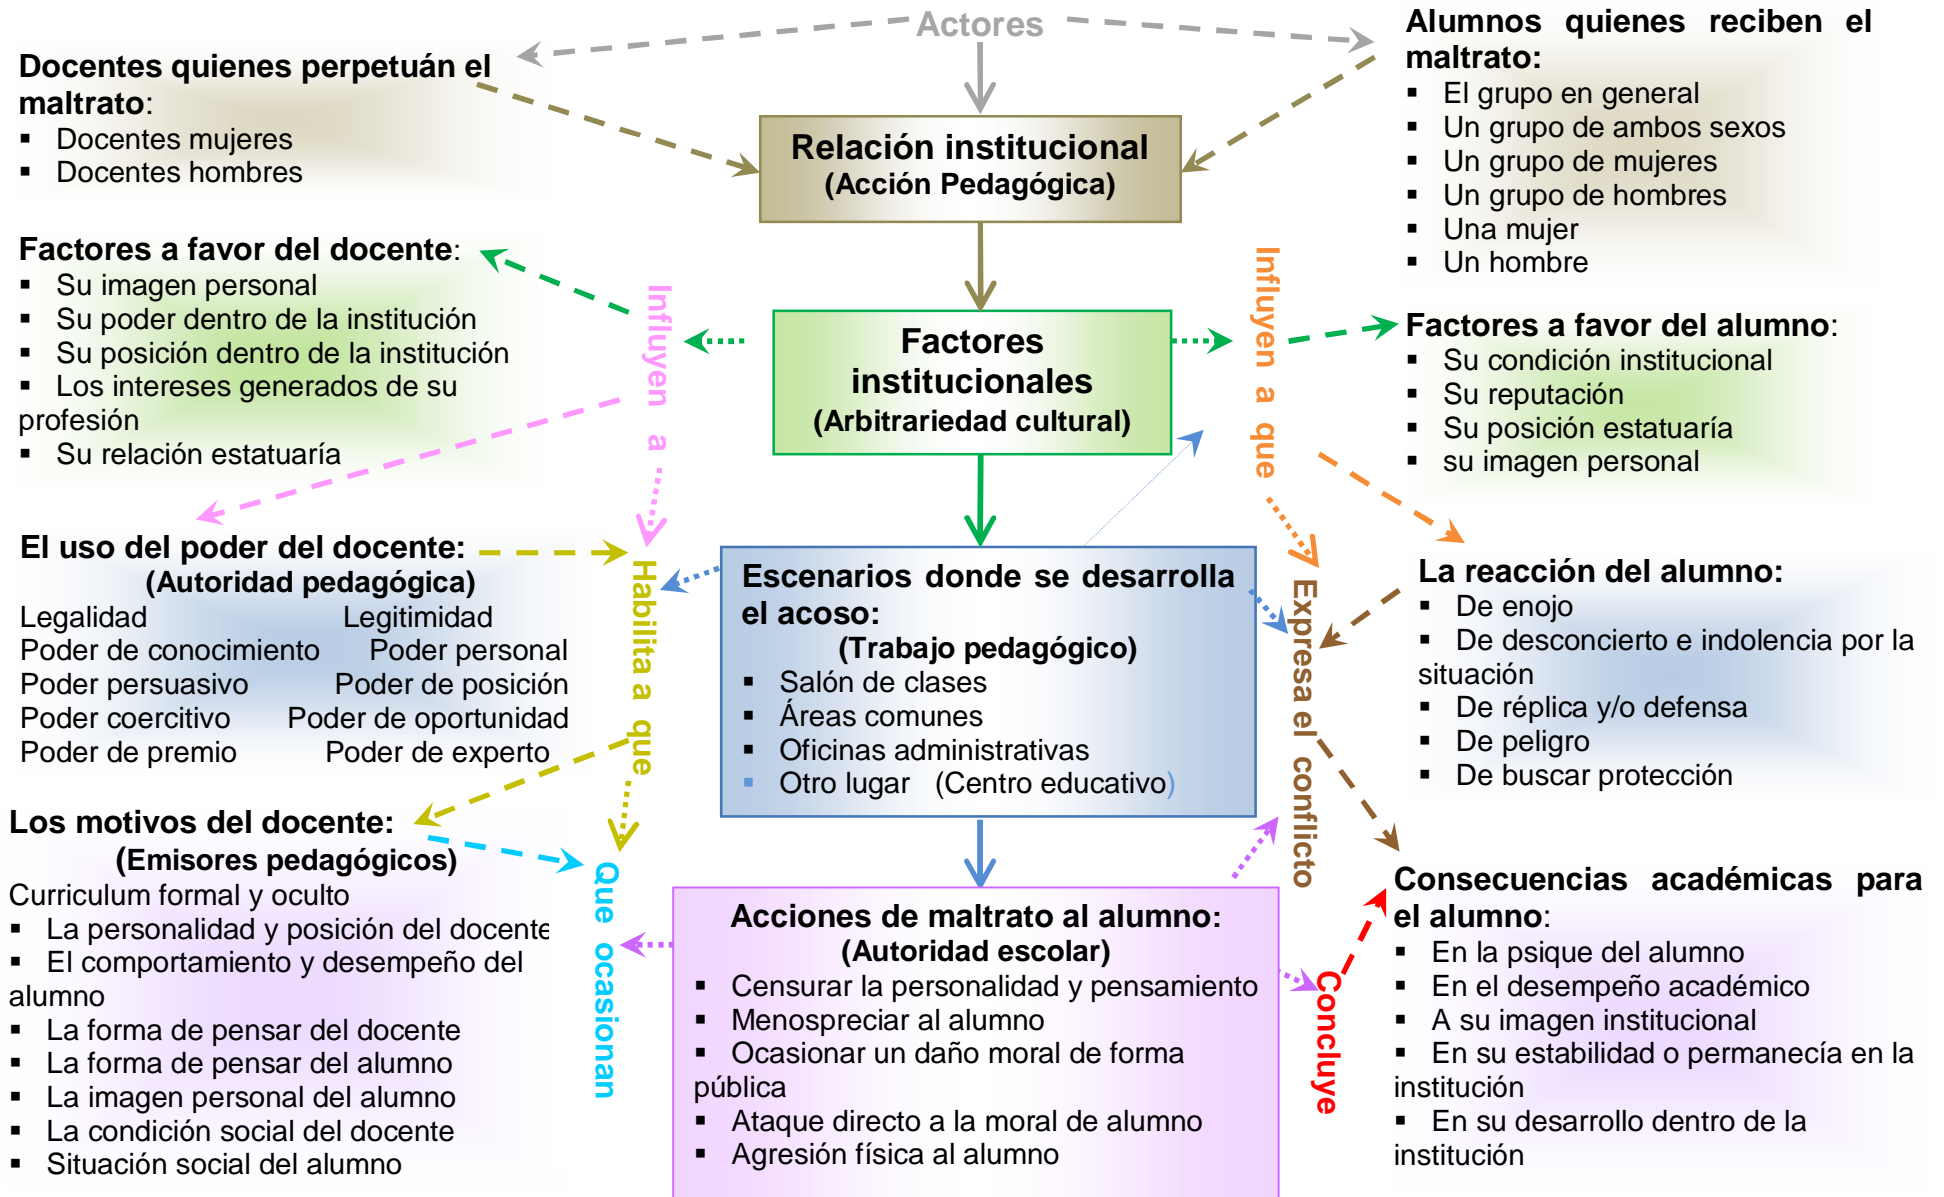 Actores
Docentes quienes perpetuán el
maltrato:
▪ Docentes mujeres
▪ Docentes hombres
Relación institucional
(Acción Pedagógica)
Alumnos quienes reciben el
maltrato:
▪ El grupo en general
▪ Un grupo de ambos sexos
▪ Un grupo de mujeres
▪ Un grupo de hombres
▪ Una mujer
▪ Un hombre
Factores a favor del docente:
▪ Su imagen personal
▪ Su poder dentro de la institución
▪ Su posición dentro de la institución
▪ Los intereses generados de su
profesión
▪ Su relación estatuaría
Influyen a
Factores
institucionales
(Arbitrariedad cultural)
Influyen a que
Factores a favor del alumno:
▪ Su condición institucional
▪ Su reputación
▪ Su posición estatuaría
▪ su imagen personal
El uso del poder del docente:
(Autoridad pedagógica)
Legalidad Legitimidad
Poder de conocimiento Poder personal
Poder persuasivo Poder de posición
Poder coercitivo Poder de oportunidad
Poder de premio Poder de experto
Habilita a que
Escenarios donde se desarrolla
el acoso:
(Trabajo pedagógico)
▪ Salón de clases
▪ Áreas comunes
▪ Oficinas administrativas
▪ Otro lugar (Centro educativo)
Expresa el conflicto
La reacción del alumno:
▪ De enojo
▪ De desconcierto e indolencia por la
situación
▪ De réplica y/o defensa
▪ De peligro
▪ De buscar protección
Los motivos del docente:
(Emisores pedagógicos)
Curriculum formal y oculto
▪ La personalidad y posición del docente
▪ El comportamiento y desempeño del
alumno
▪ La forma de pensar del docente
▪ La forma de pensar del alumno
▪ La imagen personal del alumno
▪ La condición social del docente
▪ Situación social del alumno
Que ocasionan
Acciones de maltrato al alumno:
(Autoridad escolar)
▪ Censurar la personalidad y pensamiento
▪ Menospreciar al alumno
▪ Ocasionar un daño moral de forma
pública
▪ Ataque directo a la moral de alumno
▪ Agresión física al alumno
Concluye
Consecuencias académicas para
el alumno:
▪ En la psique del alumno
▪ En el desempeño académico
▪ A su imagen institucional
▪ En su estabilidad o permanecía en la
institución
▪ En su desarrollo dentro de la
institución